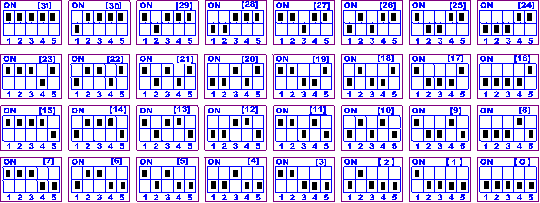 ON [31] ON [30] ON [29] ON [28] ON [27] ON [26] ON [25] ON [24]
1 2 3 4 5 1 2 3 4 5 1 2 3 4 5 1 2 3 4 5 1 2 3 4 5 1 2 3 4 5 1 2 3 4 5 1 2 3 4 5
ON [23] ON [22] ON [21] ON [20] ON [19] ON [18] ON [17] ON [16]
1 2 3 4 5 1 2 3 4 5 1 2 3 4 5 1 2 3 4 5 1 2 3 4 5 1 2 3 4 5 1 2 3 4 5 1 2 3 4 5
ON [15] ON [14] ON [13] ON [12] ON [11] ON [10] ON [9] ON [8]
1 2 3 4 5 1 2 3 4 5 1 2 3 4 5 1 2 3 4 5 1 2 3 4 5 1 2 3 4 5 1 2 3 4 5 1 2 3 4 5
ON [7] ON [6] ON [5] ON [4] ON [3] ON [2] ON [1] ON [0]
1 2 3 4 5 1 2 3 4 5 1 2 3 4 5 1 2 3 4 5 1 2 3 4 5 1 2 3 4 5 1 2 3 4 5 1 2 3 4 5